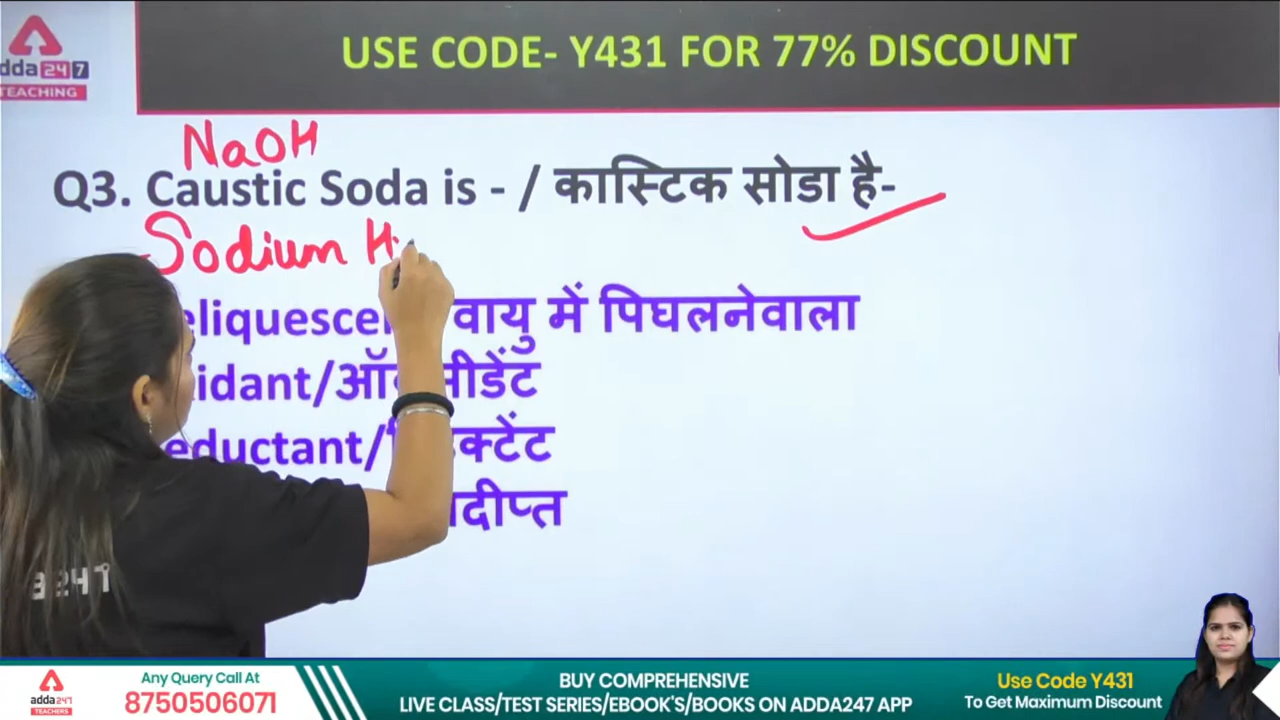 USE CODE- Y431 FOR 77% DISCOUNT
adda247
TEACHING
NaOH
Q3. Caustic Soda is - / कास्टिक सोडा है-
Sodium
वायु में पिघलनेवाला
Any Query Call At
8750506071
BUY COMPREHENSIVE
LIVE CLASS/TEST SERIES/EBOOK'S/BOOKS ON ADDA247 APP
Use Code Y431
To Get Maximum Discount
adda247
TEACHERS